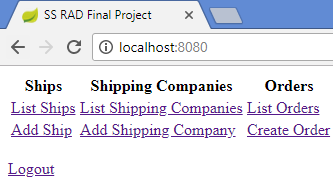 SS RAD Final Project
localhost:8080
Ships Shipping Companies Orders
List Ships List Shipping Companies List Orders
Add Ship Add Shipping Company Create Order
Logout